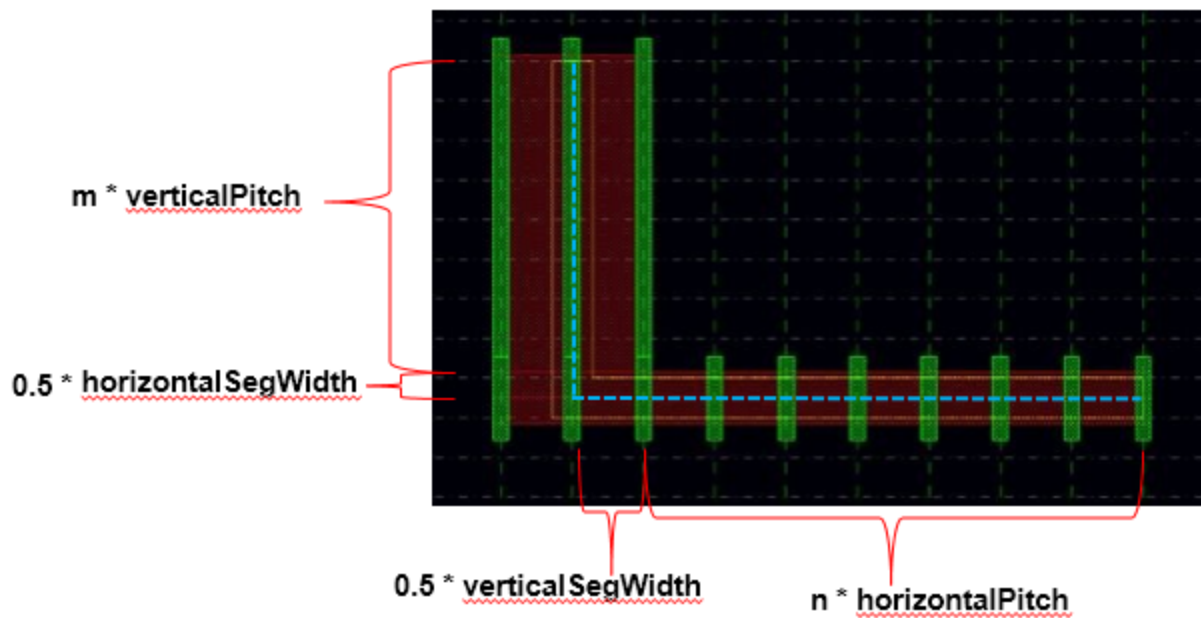 m * verticalPitch
0.5 * horizontalSegWidth
0.5 * verticalSegWidth
n * horizontalPitch